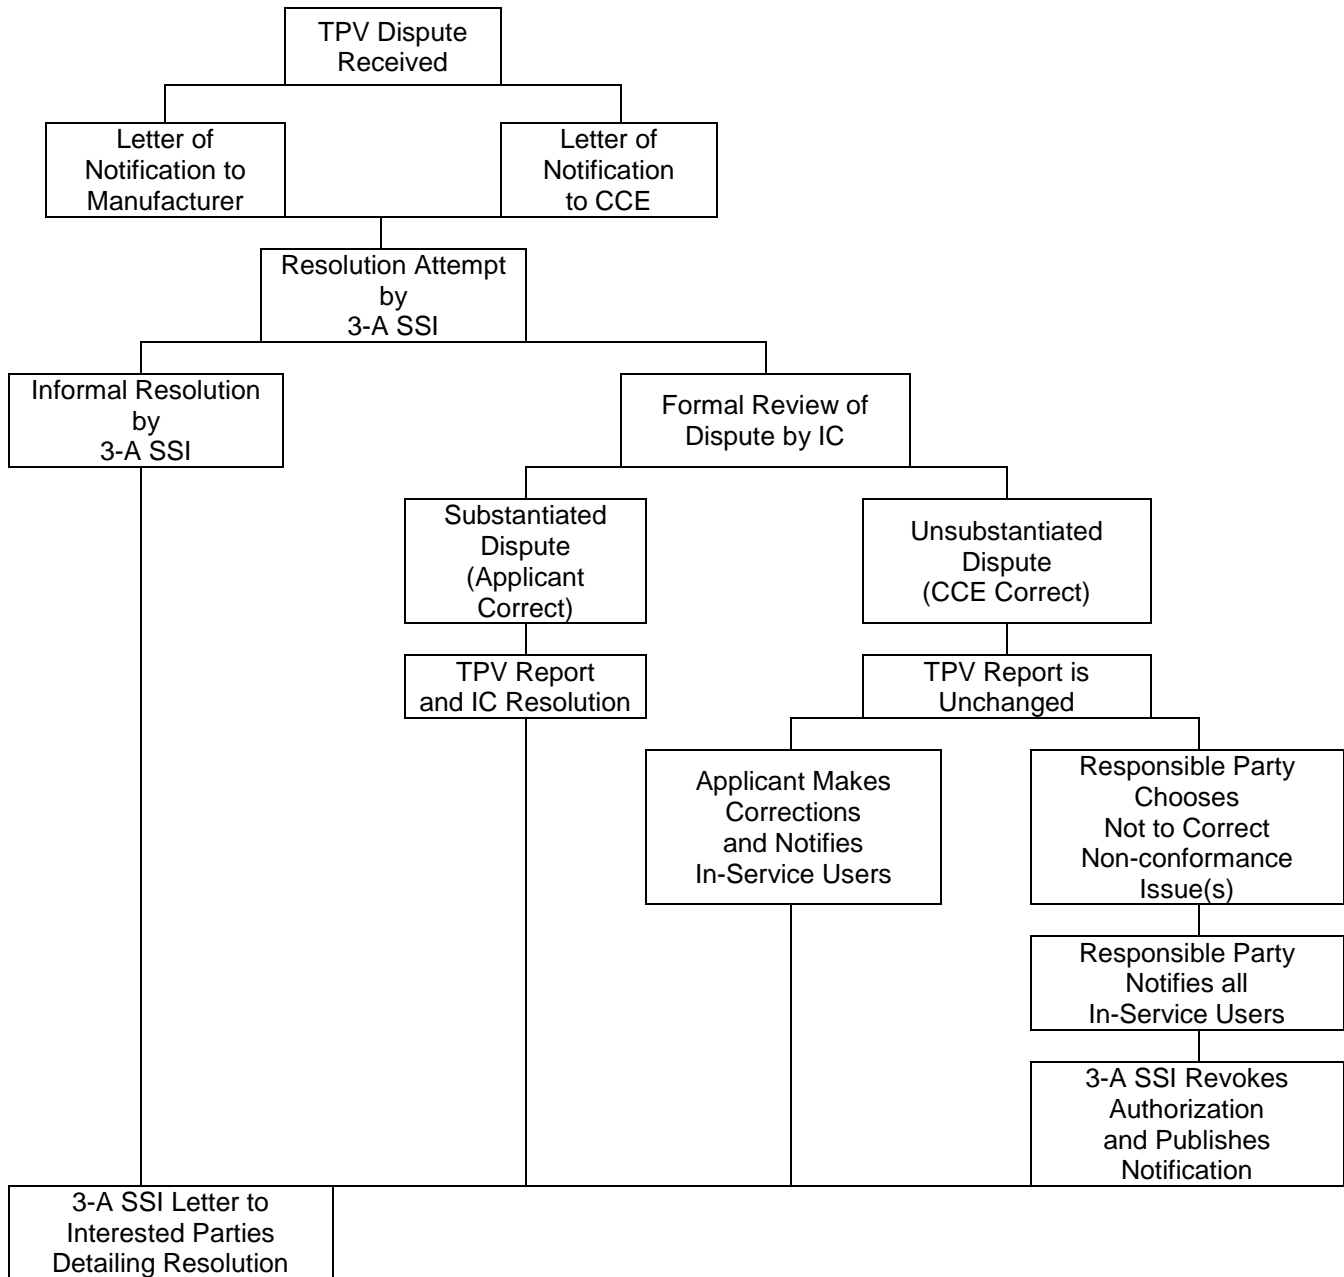 TPV Dispute
Received
Letter of
Notification to
Manufacturer
Letter of
Notification
to CCE
Resolution Attempt
by
3-A SSI
Informal Resolution
by
3-A SSI
Formal Review of
Dispute by IC
Substantiated
Dispute
(Applicant
Correct)
Unsubstantiated
Dispute
(CCE Correct)
TPV Report
and IC Resolution
TPV Report is
Unchanged
Applicant Makes
Corrections
and Notifies
In-Service Users
Responsible Party
Chooses
Not to Correct
Non-conformance
Issue(s)
Responsible Party
Notifies all
In-Service Users
3-A SSI Revokes
Authorization
and Publishes
Notification
3-A SSI Letter to
Interested Parties
Detailing Resolution